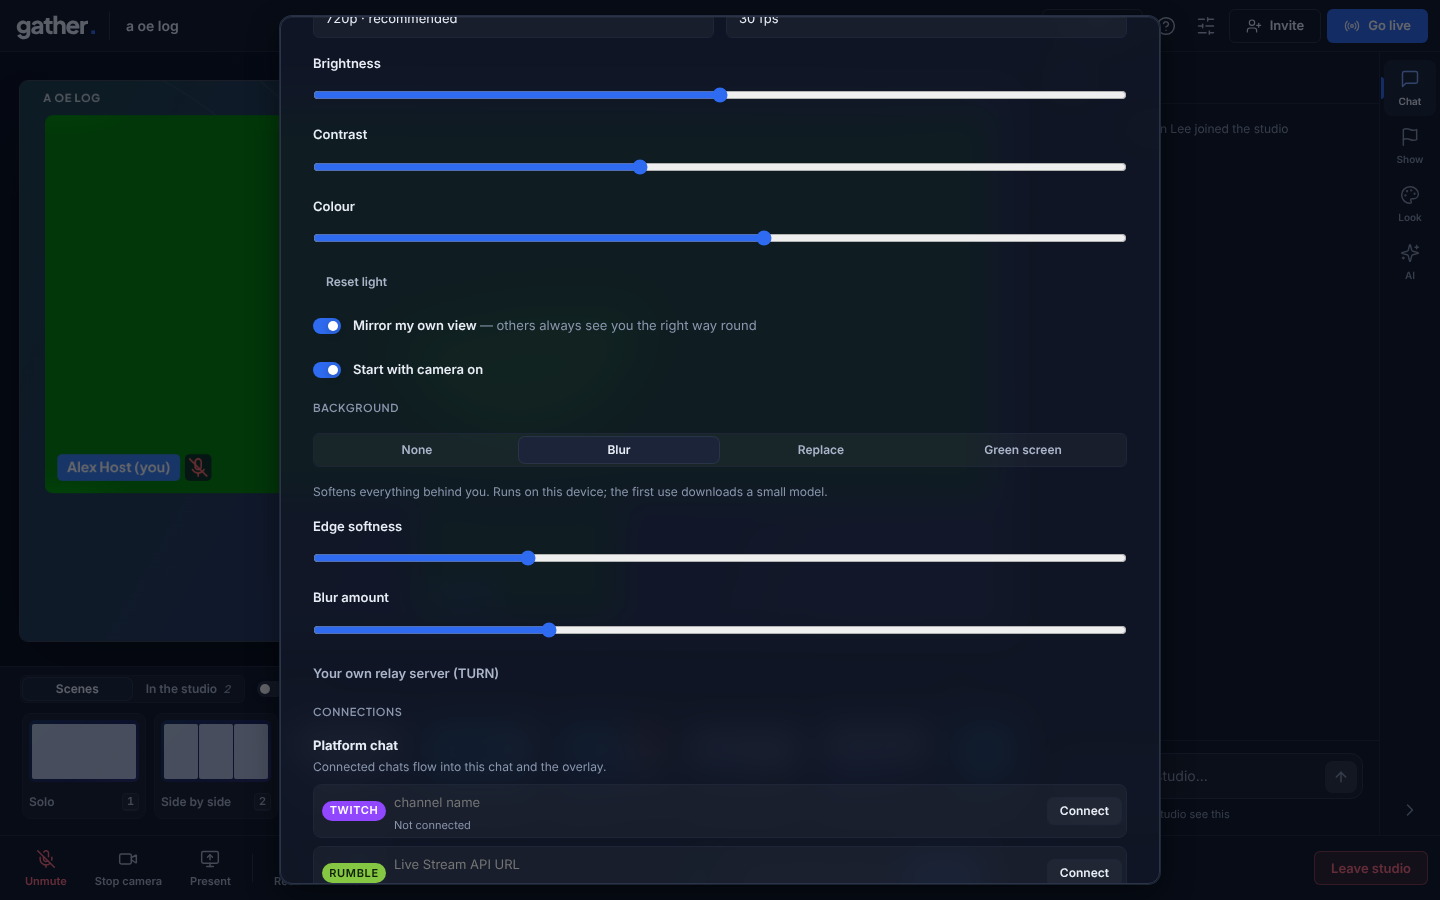 gather.
a oe log
Invite
Go live
720p · recommended
30 fps
Brightness
Contrast
Colour
Reset light
Mirror my own view — others always see you the right way round
Start with camera on
BACKGROUND
None
Blur
Replace
Green screen
Softens everything behind you. Runs on this device; the first use downloads a small model.
Edge softness
Blur amount
Your own relay server (TURN)
CONNECTIONS
Platform chat
Connected chats flow into this chat and the overlay.
TWITCH
channel name
Not connected
Connect
RUMBLE
Live Stream API URL
Connect
A OE LOG
Alex Host (you)
Scenes
In the studio 2
Solo
1
Side by side
2
Unmute
Stop camera
Present
Lee joined the studio
Chat
Show
Look
AI
studio...
see this
Leave studio